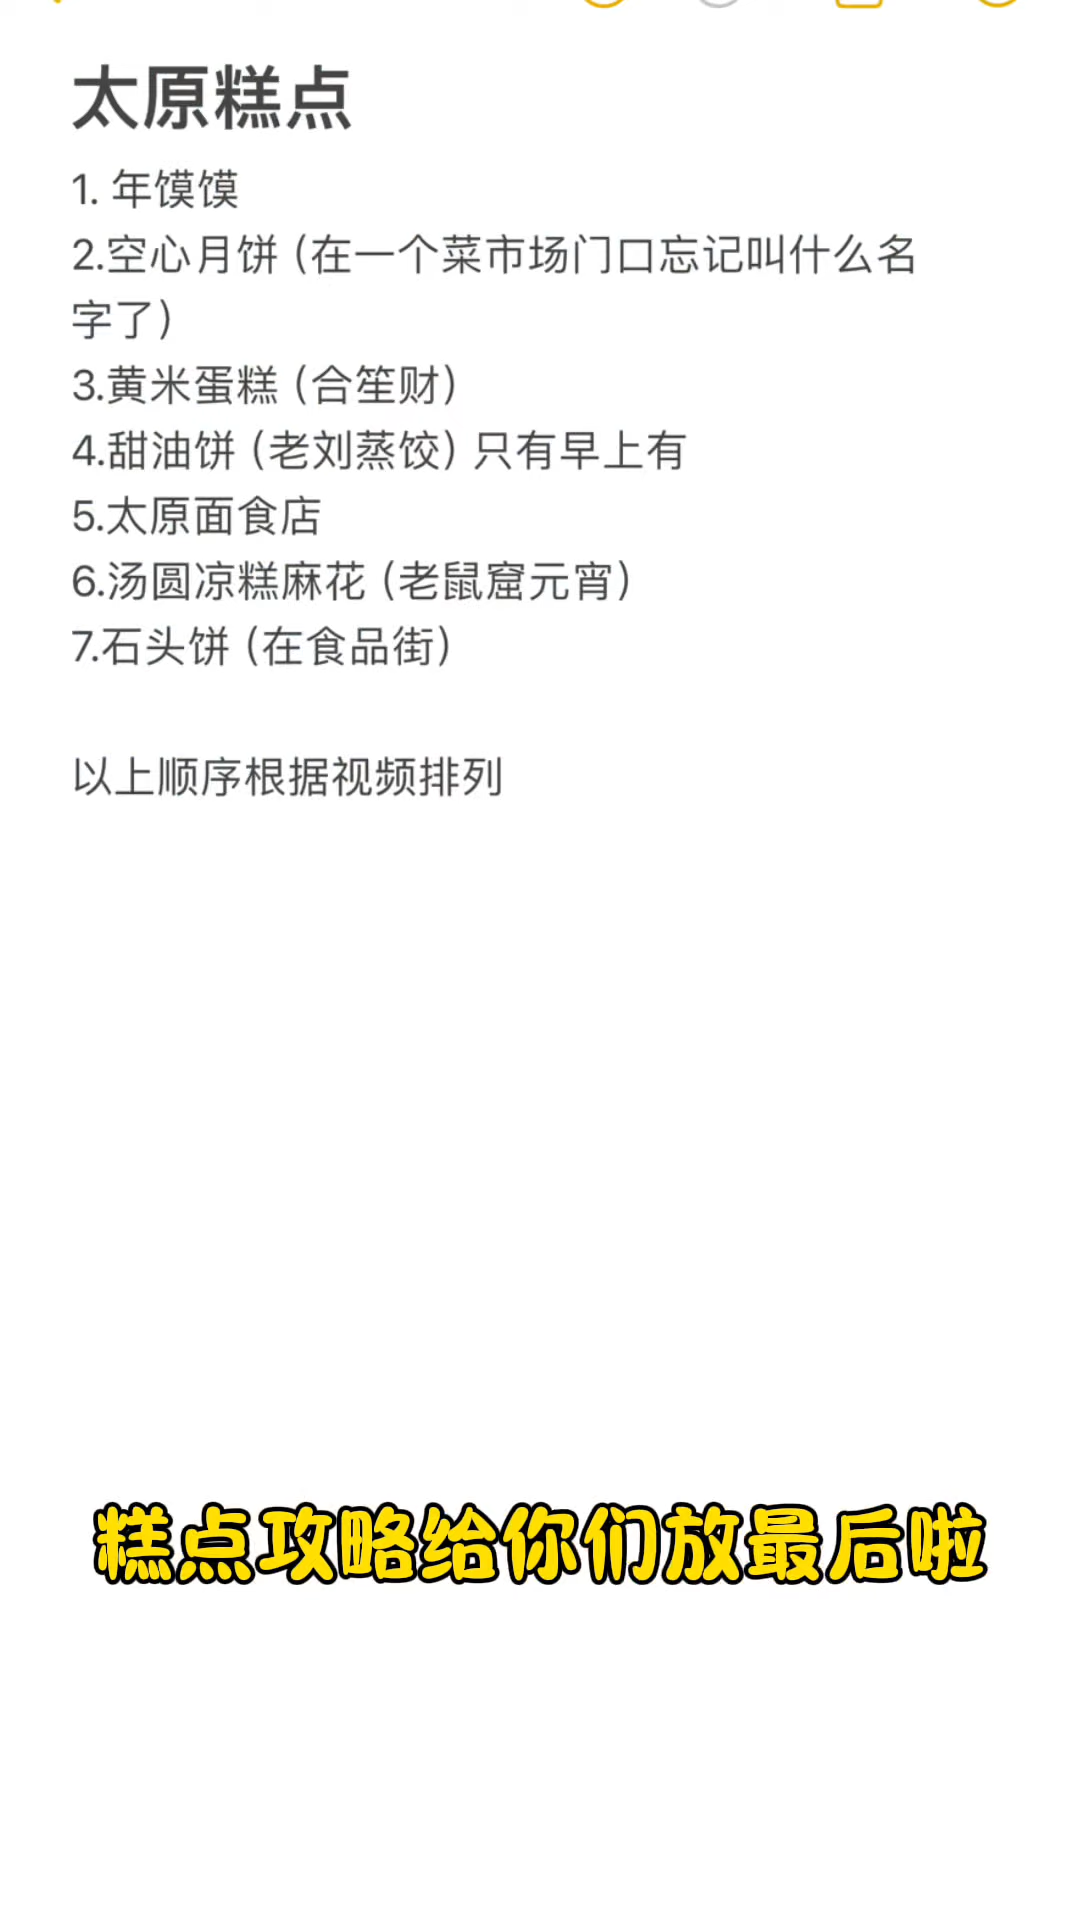 太原糕点
1. 年馍馍
2.空心月饼（在一个菜市场门口忘记叫什么名
字了）
3.黄米蛋糕（合笙财）
4.甜油饼（老刘蒸饺）只有早上有
5.太原面食店
6.汤圆凉糕麻花（老鼠窟元宵）
7.石头饼（在食品街）
以上顺序根据视频排列
糕点攻略给你们放最后啦